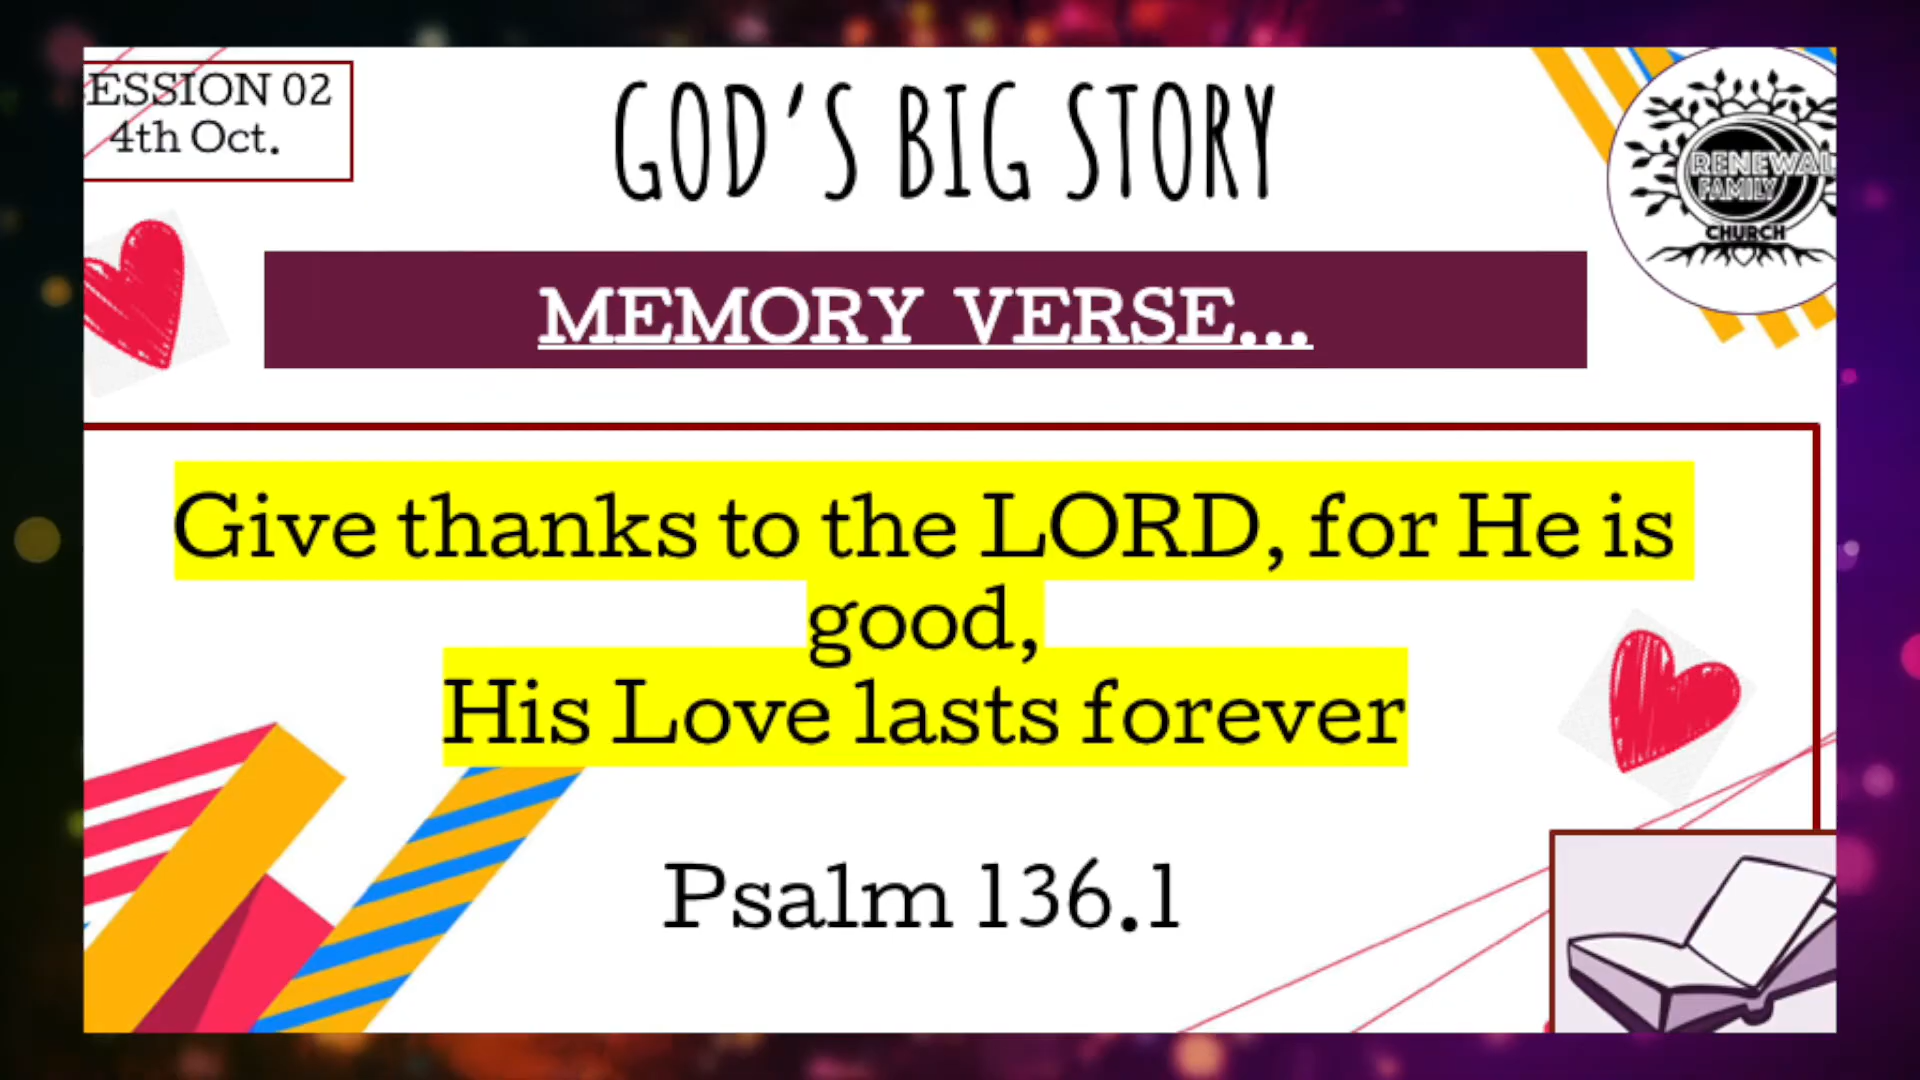 ESSION 02
4th Oct.
GOD'S BIG STORY
RENEWAL
FAMILY
CHURCH
MEMORY VERSE...
Give thanks to the LORD, for He is
good,
His Love lasts forever
Psalm 136.1